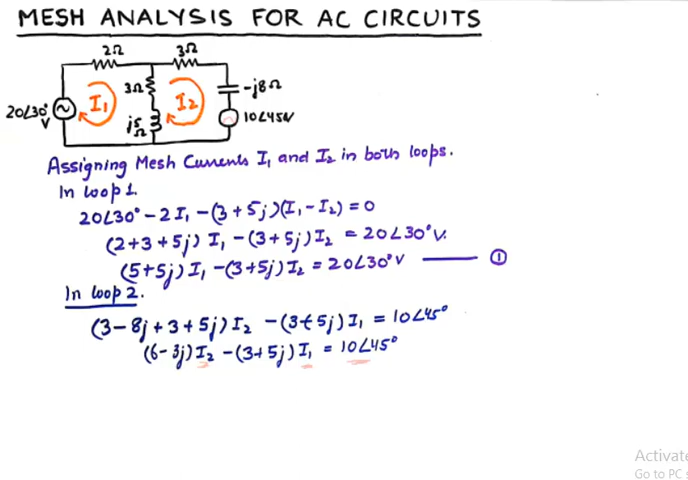 MESH ANALYSIS FOR AC CIRCUITS
2Ω 3Ω
3Ω -j8Ω
20∠30° V I₁ I₂
j5Ω 10∠45V
Assigning Mesh Currents I₁ and I₂ in both loops.
In loop 1.
20∠30° - 2I₁ - (3+5j)(I₁ - I₂) = 0
(2+3+5j) I₁ - (3+5j) I₂ = 20∠30° V.
(5+5j) I₁ - (3+5j) I₂ = 20∠30° V — ①
In loop 2.
(3-8j+3+5j) I₂ - (3+5j) I₁ = 10∠45°
(6-3j) I₂ - (3+5j) I₁ = 10∠45°
Activate
Go to PC s